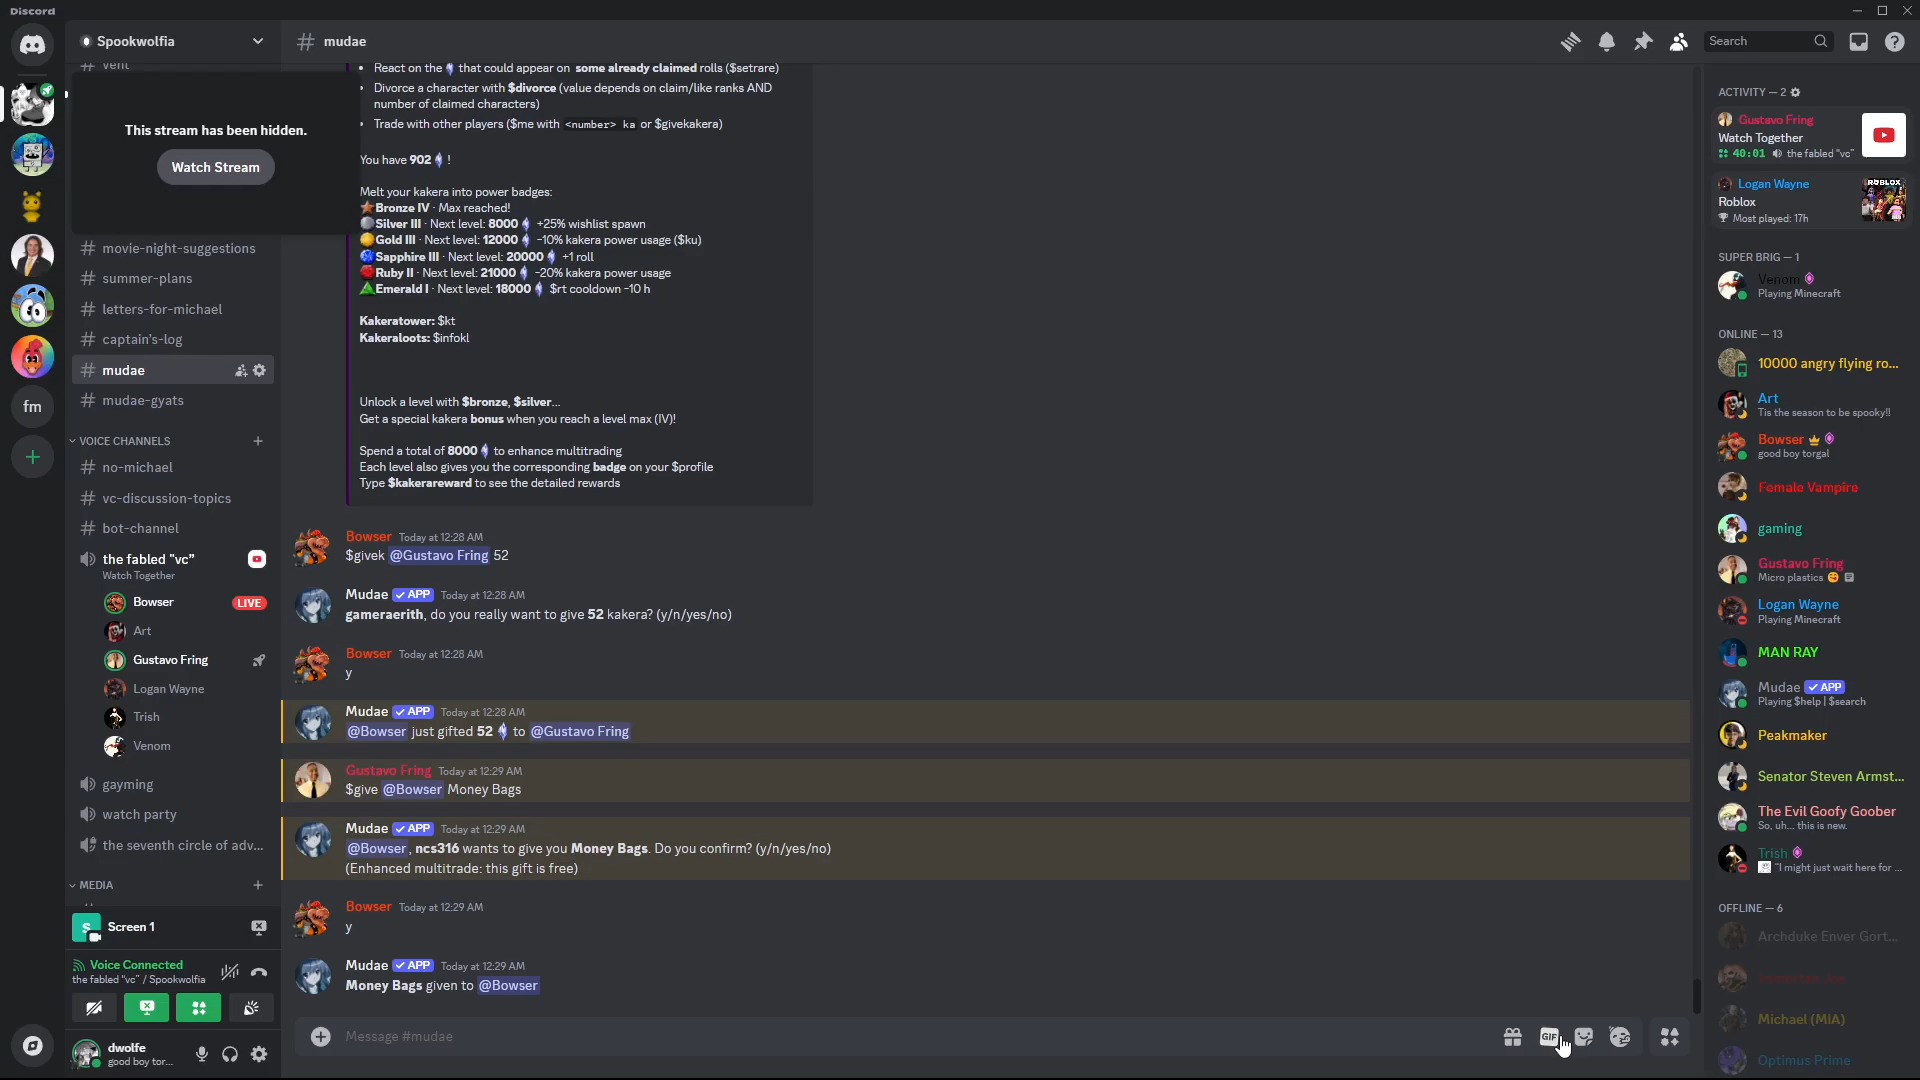 Discord
Spookwolfia
mudae
Search
vent
This stream has been hidden.
Watch Stream
movie-night-suggestions
summer-plans
letters-for-michael
captain's-log
mudae
mudae-gyats
VOICE CHANNELS
no-michael
vc-discussion-topics
bot-channel
the fabled "vc"
Watch Together
Bowser LIVE
Art
Gustavo Fring
Logan Wayne
Trish
Venom
gayming
watch party
the seventh circle of adv...
MEDIA
S Screen 1
Voice Connected
the fabled "vc" / Spookwolfia
dwolfe
good boy tor...
fm
• React on the that could appear on some already claimed rolls ($setrare)
• Divorce a character with $divorce (value depends on claim/like ranks AND
number of claimed characters)
• Trade with other players ($me with <number> ka or $givekakera)
You have 902 !
Melt your kakera into power badges:
Bronze IV · Max reached!
Silver III · Next level: 8000 +25% wishlist spawn
Gold III · Next level: 12000 -10% kakera power usage ($ku)
Sapphire III · Next level: 20000 +1 roll
Ruby II · Next level: 21000 -20% kakera power usage
Emerald I · Next level: 18000 $rt cooldown -10 h
Kakeratower: $kt
Kakeraloots: $infokl
Unlock a level with $bronze, $silver...
Get a special kakera bonus when you reach a level max (IV)!
Spend a total of 8000 to enhance multitrading
Each level also gives you the corresponding badge on your $profile
Type $kakerareward to see the detailed rewards
Bowser Today at 12:28 AM
$givek @Gustavo Fring 52
Mudae ✓ APP Today at 12:28 AM
gameraerith, do you really want to give 52 kakera? (y/n/yes/no)
Bowser Today at 12:28 AM
y
Mudae ✓ APP Today at 12:28 AM
@Bowser just gifted 52 to @Gustavo Fring
Gustavo Fring Today at 12:29 AM
$give @Bowser Money Bags
Mudae ✓ APP Today at 12:29 AM
@Bowser, ncs316 wants to give you Money Bags. Do you confirm? (y/n/yes/no)
(Enhanced multitrade: this gift is free)
Bowser Today at 12:29 AM
y
Mudae ✓ APP Today at 12:29 AM
Money Bags given to @Bowser
Message #mudae
GIF
ACTIVITY — 2
Gustavo Fring
Watch Together
40:01 the fabled "vc"
Logan Wayne
Roblox
Most played: 17h
ROBLOX
SUPER BRIG — 1
Venom
Playing Minecraft
ONLINE — 13
10000 angry flying ro...
Art
Tis the season to be spooky!!
Bowser
good boy torgal
Female Vampire
gaming
Gustavo Fring
Micro plastics
Logan Wayne
Playing Minecraft
MAN RAY
Mudae ✓ APP
Playing $help | $search
Peakmaker
Senator Steven Armst...
The Evil Goofy Goober
So, uh... this is new.
Trish
"I might just wait here for ...
OFFLINE — 6
Archduke Enver Gort...
Michael (MIA)
Optimus Prime